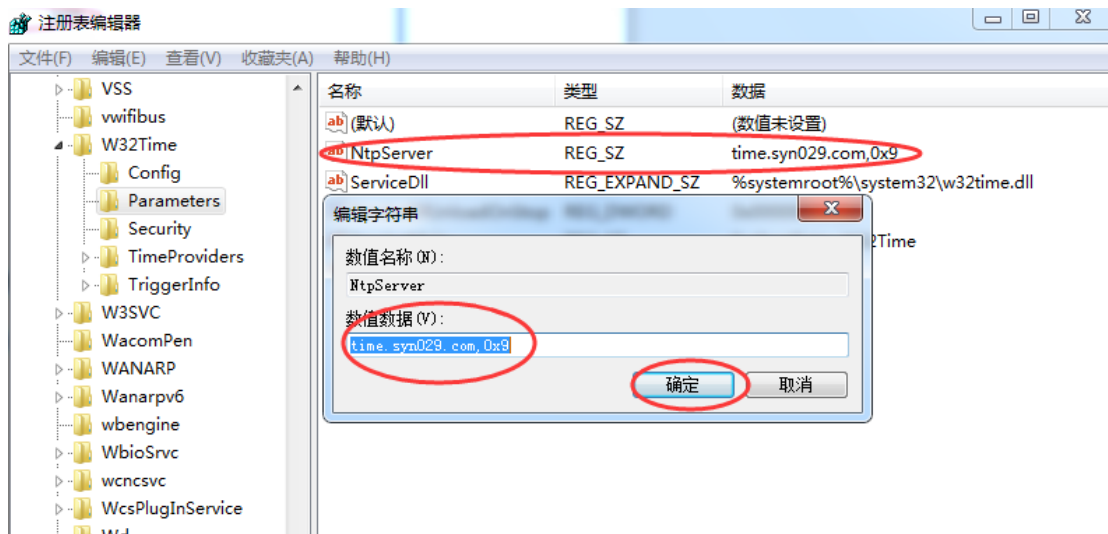 注册表编辑器
文件(F) 编辑(E) 查看(V) 收藏夹(A) 帮助(H)
VSS
vwifibus
W32Time
Config
Parameters
Security
TimeProviders
TriggerInfo
W3SVC
WacomPen
WANARP
Wanarpv6
wbengine
WbioSrvc
wcncsvc
WcsPlugInService
名称 类型 数据
ab (默认) REG_SZ (数值未设置)
ab NtpServer REG_SZ time.syn029.com,0x9
ab ServiceDll REG_EXPAND_SZ %systemroot%\system32\w32time.dll
2Time
编辑字符串
数值名称(N):
NtpServer
数值数据(V):
time.syn029.com,0x9
确定 取消